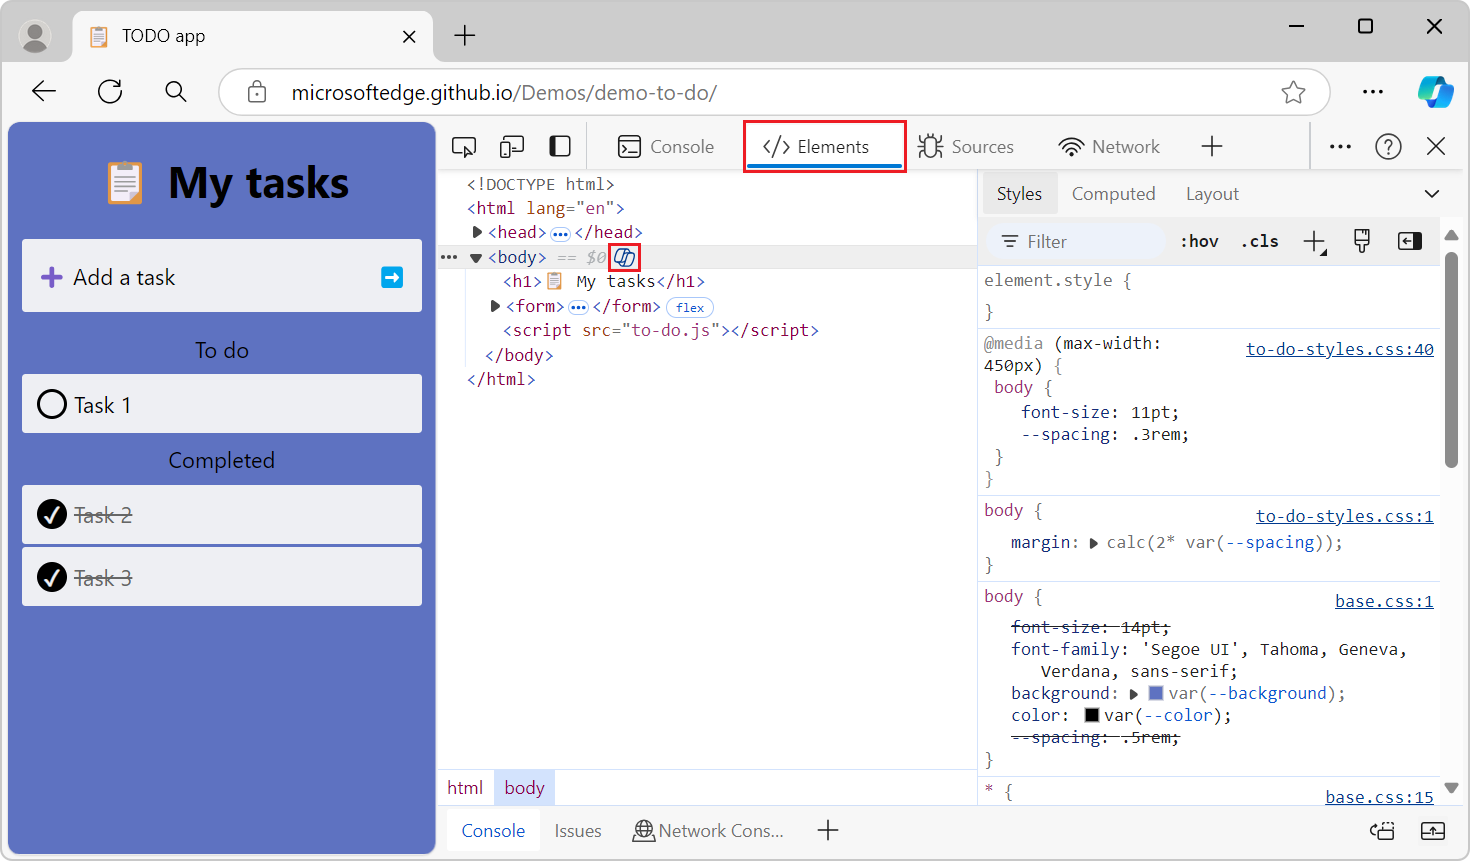 TODO app
microsoftedge.github.io/Demos/demo-to-do/
My tasks
Add a task
To do
Task 1
Completed
Task 2
Task 3
Console
Elements
Sources
Network
<!DOCTYPE html>
<html lang="en">
<head> ••• </head>
••• <body> == $0
<h1>📋 My tasks</h1>
<form> ••• </form> flex
<script src="to-do.js"></script>
</body>
</html>
html body
Styles Computed Layout
Filter :hov .cls
element.style {
}
@media (max-width: to-do-styles.css:40
450px) {
body {
font-size: 11pt;
--spacing: .3rem;
}
}
body { to-do-styles.css:1
margin: calc(2* var(--spacing));
}
body { base.css:1
font-size: 14pt;
font-family: 'Segoe UI', Tahoma, Geneva,
Verdana, sans-serif;
background: var(--background);
color: var(--color);
--spacing: .5rem;
}
* { base.css:15
Console Issues Network Cons...